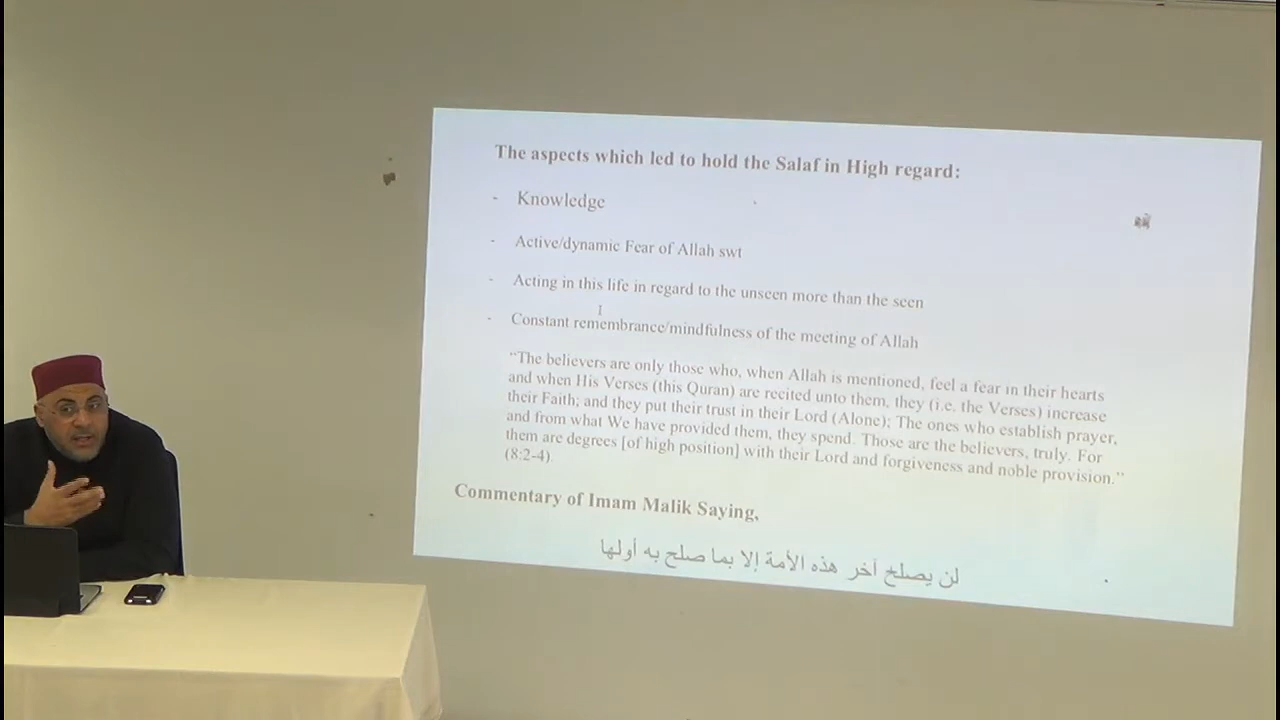 The aspects which led to hold the Salaf in High regard:
- Knowledge
- Active/dynamic Fear of Allah swt
- Acting in this life in regard to the unseen more than the seen
- Constant remembrance/mindfulness of the meeting of Allah
“The believers are only those who, when Allah is mentioned, feel a fear in their hearts
and when His Verses (this Quran) are recited unto them, they (i.e. the Verses) increase
their Faith; and they put their trust in their Lord (Alone); The ones who establish prayer,
and from what We have provided them, they spend. Those are the believers, truly. For
them are degrees [of high position] with their Lord and forgiveness and noble provision.”
(8:2-4).
Commentary of Imam Malik Saying,
لن يصلح آخر هذه الأمة إلا بما صلح به أولها